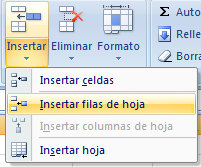 Insertar Eliminar Formato
Σ Auto
Relle
Borra
Insertar celdas
Insertar filas de hoja
Insertar columnas de hoja
Insertar hoja